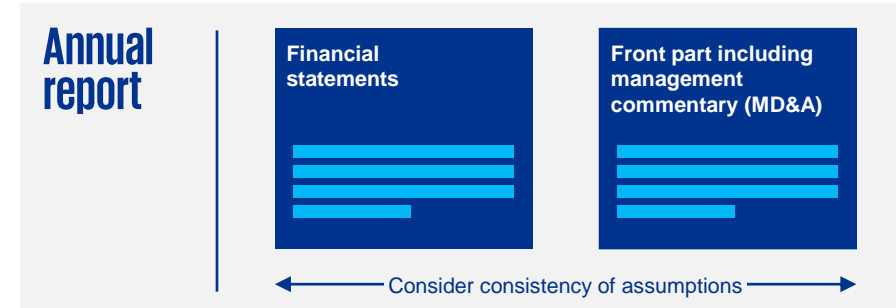 Annual
report
Financial
statements
Front part including
management
commentary (MD&A)
Consider consistency of assumptions